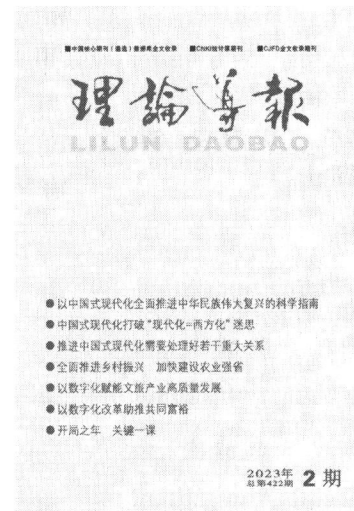 ■中国核心期刊（遴选）数据库全文收录 ■CNKI统计源期刊 ■CJFD全文收录期刊
理論导報
LILUN DAOBAO
●以中国式现代化全面推进中华民族伟大复兴的科学指南
●中国式现代化打破“现代化=西方化”迷思
●推进中国式现代化需要处理好若干重大关系
●全面推进乡村振兴 加快建设农业强省
●以数字化赋能文旅产业高质量发展
●以数字化改革助推共同富裕
●开局之年 关键一课
2023年
总第422期
2 期